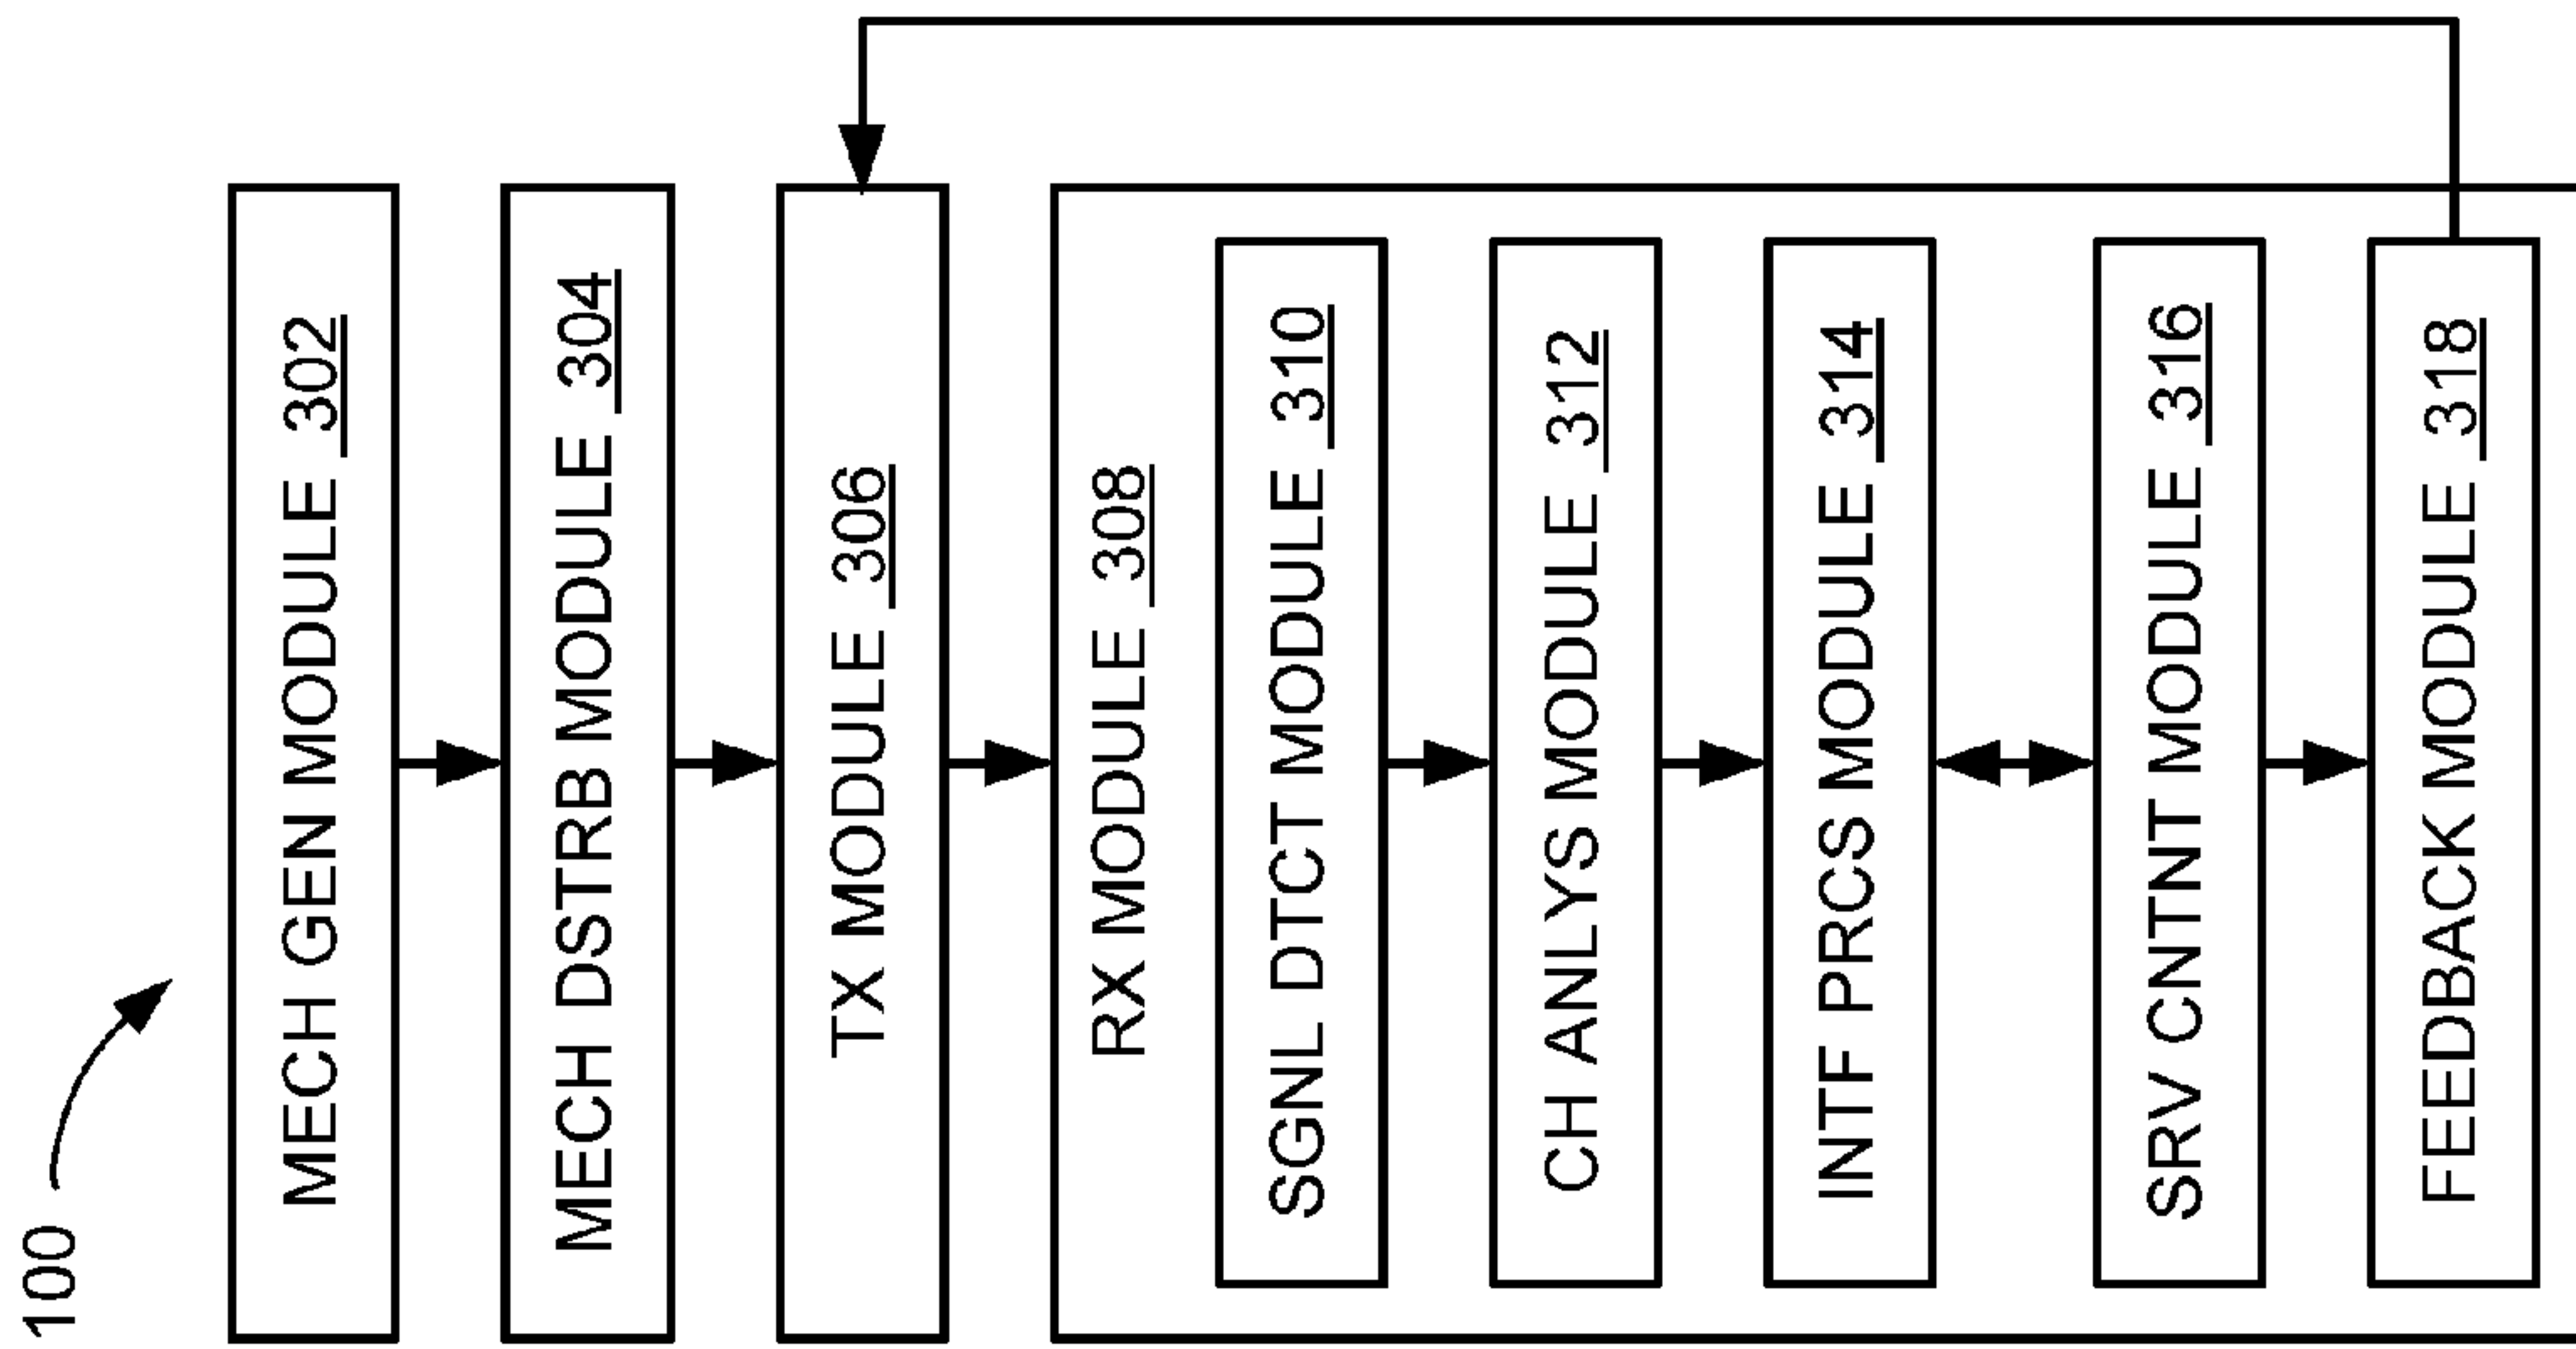 100
MECH GEN MODULE 302
MECH DSTRB MODULE 304
TX MODULE 306
RX MODULE 308
SGNL DTCT MODULE 310
CH ANLYS MODULE 312
INTF PRCS MODULE 314
SRV CNTNT MODULE 316
FEEDBACK MODULE 318